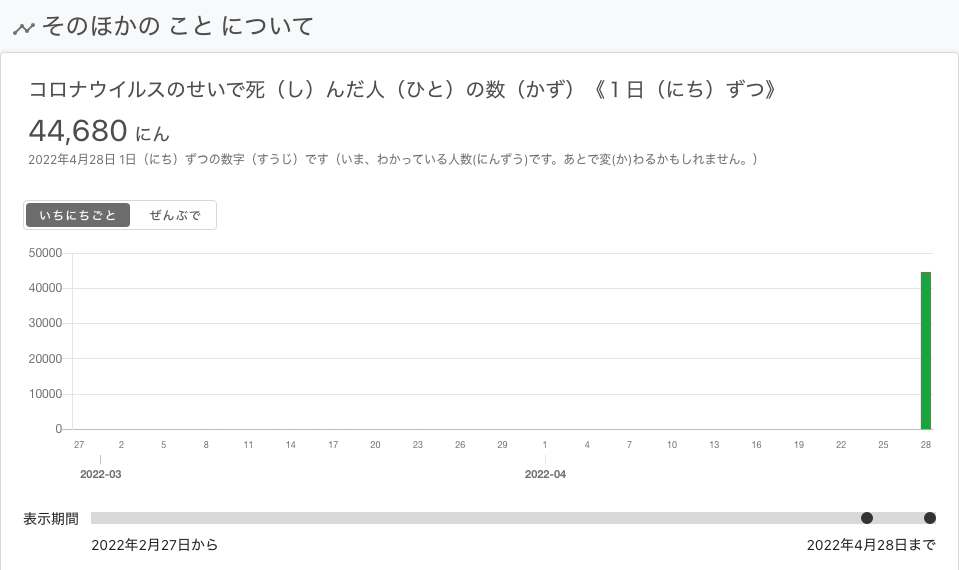 そのほかの こと について
コロナウイルスのせいで死（し）んだ人（ひと）の数（かず）《１日（にち）ずつ》
44,680 にん
2022年4月28日 1日（にち）ずつの数字（すうじ）です（いま、わかっている人数(にんずう)です。あとで変(か)わるかもしれません。）
いちにちごと ぜんぶで
50000
40000
30000
20000
10000
0
27 2 5 8 11 14 17 20 23 26 29 1 4 7 10 13 16 19 22 25 28
2022-03 2022-04
表示期間
2022年2月27日から 2022年4月28日まで